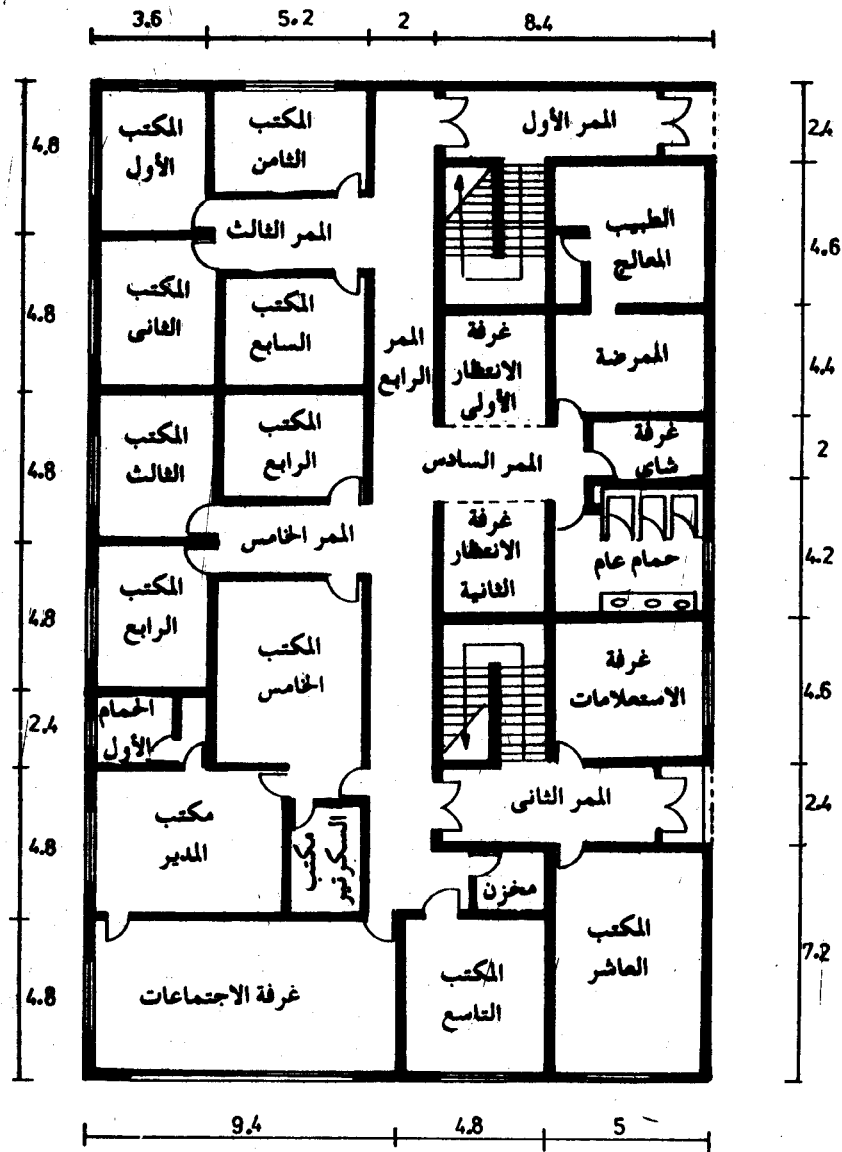 3.6
5.2
2
8.4
4.8
4.8
4.8
4.8
2.4
4.8
4.8
2.4
4.6
4.4
2
4.2
4.6
2.4
7.2
9.4
4.8
5
المكتب
الأول
المكتب
الثامن
الممر الأول
الممر الثالث
الطبيب
المعالج
المكتب
الثانى
المكتب
السابع
الممر
الرابع
غرفة
الانتظار
الأولى
الممرضة
المكتب
الثالث
المكتب
الرابع
الممر السادس
غرفة
شاي
الممر الخامس
غرفة
الانتظار
الثانية
حمام عام
المكتب
الرابع
المكتب
الخامس
غرفة
الاستعلامات
الحمام
الأول
الممر الثانى
مكتب
المدير
مكتب
السكرتير
مخزن
المكتب
العاشر
غرفة الاجتماعات
المكتب
التاسع